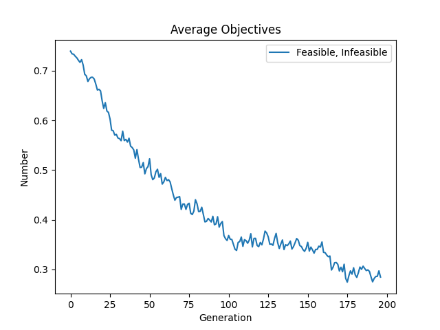 Average Objectives
Feasible, Infeasible
0.7
0.6
0.5
0.4
0.3
Number
0 25 50 75 100 125 150 175 200
Generation